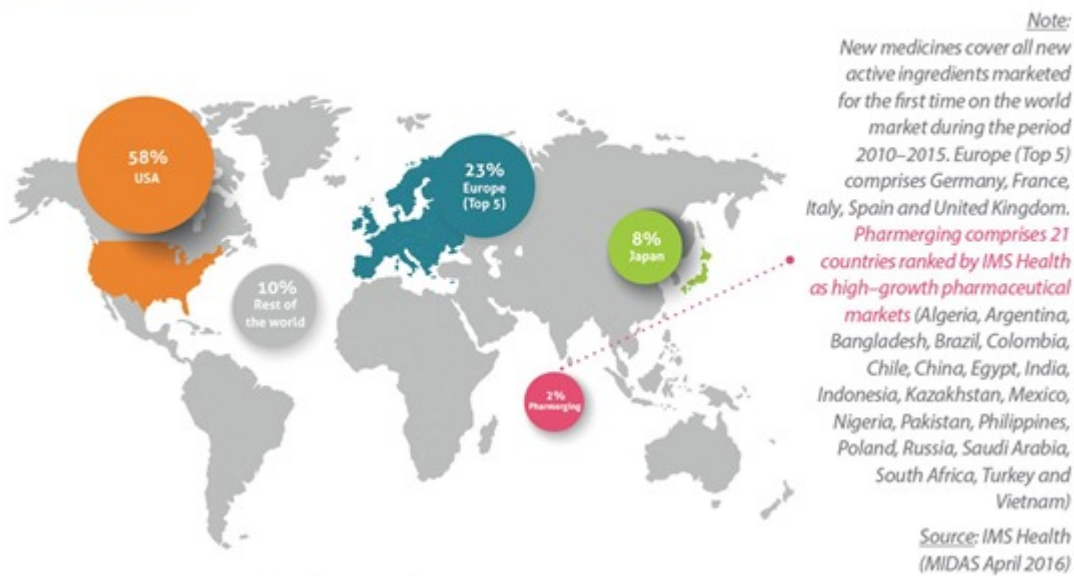 58%
USA
23%
Europe
(Top 5)
8%
Japan
10%
Rest of
the world
2%
Pharmerging
Note:
New medicines cover all new
active ingredients marketed
for the first time on the world
market during the period
2010–2015. Europe (Top 5)
comprises Germany, France,
Italy, Spain and United Kingdom.
Pharmerging comprises 21
countries ranked by IMS Health
as high–growth pharmaceutical
markets (Algeria, Argentina,
Bangladesh, Brazil, Colombia,
Chile, China, Egypt, India,
Indonesia, Kazakhstan, Mexico,
Nigeria, Pakistan, Philippines,
Poland, Russia, Saudi Arabia,
South Africa, Turkey and
Vietnam)
Source: IMS Health
(MIDAS April 2016)